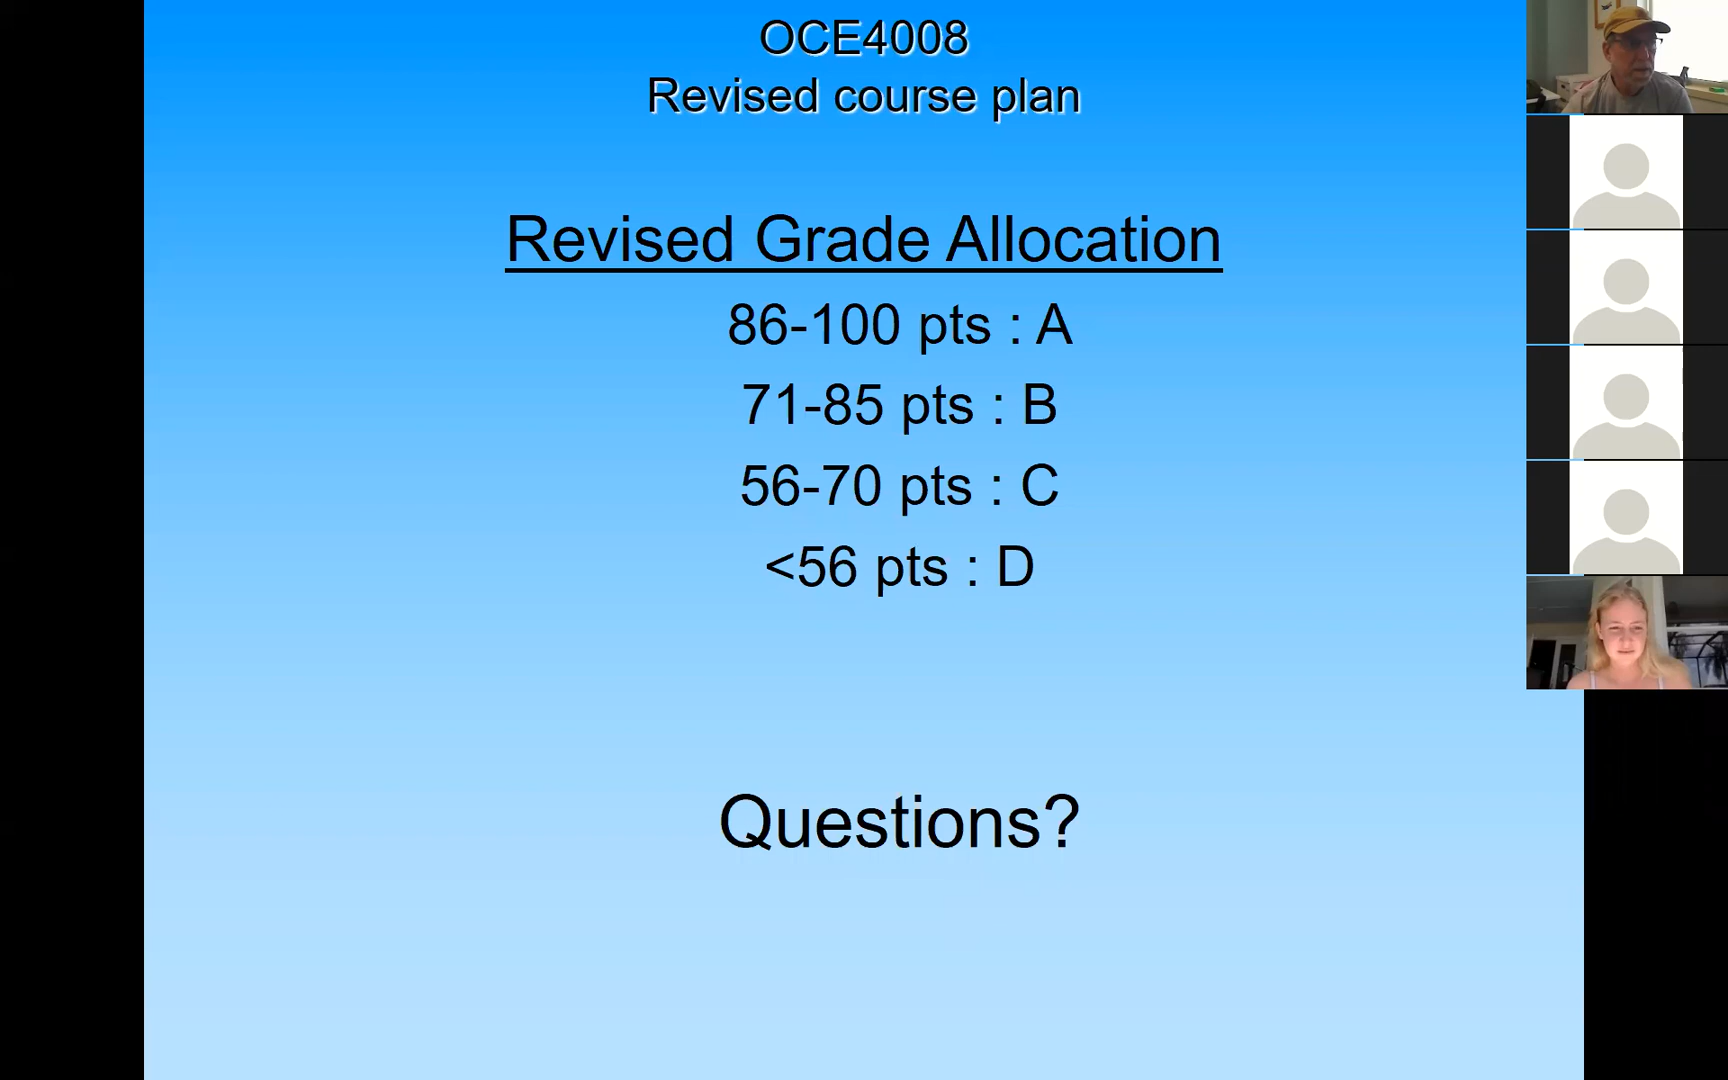 OCE4008
Revised course plan
Revised Grade Allocation
86-100 pts : A
71-85 pts : B
56-70 pts : C
<56 pts : D
Questions?